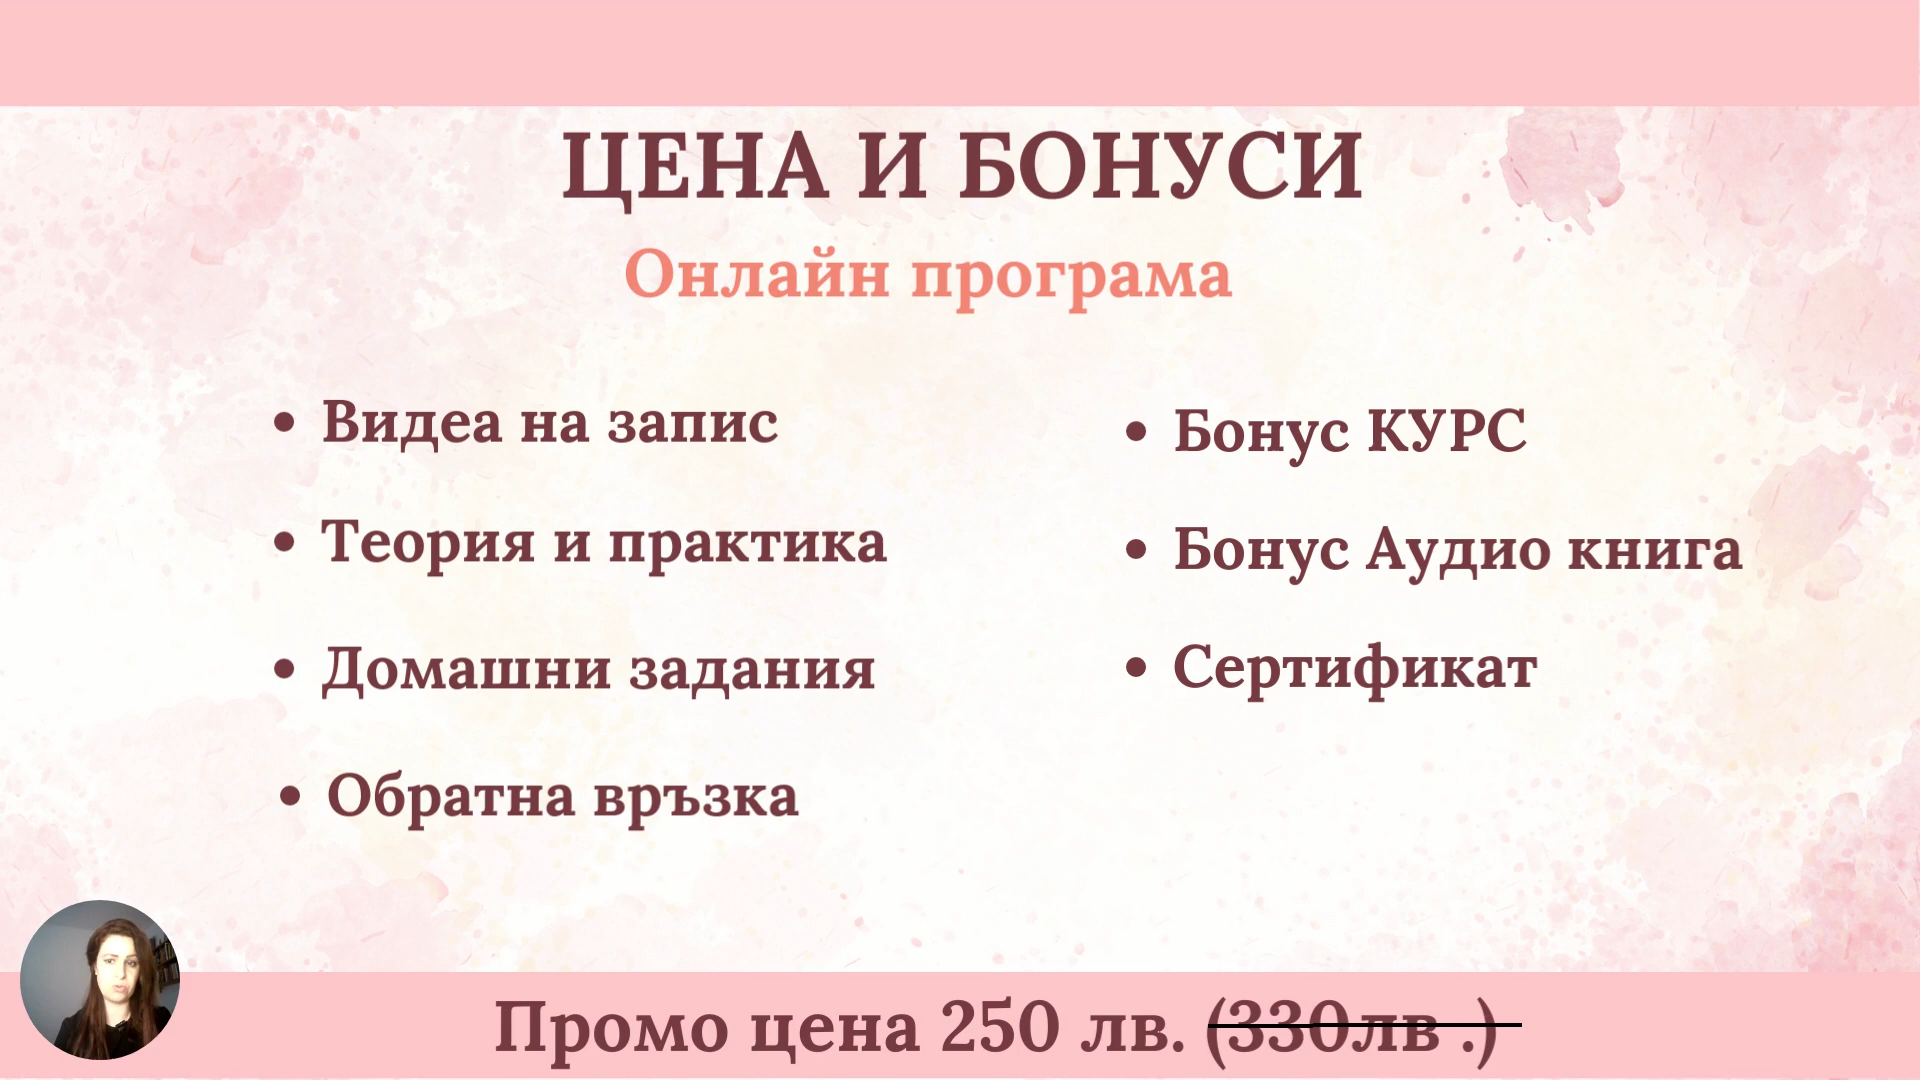 ЦЕНА И БОНУСИ
Онлайн програма
• Видеа на запис
• Теория и практика
• Домашни задания
• Обратна връзка
• Бонус КУРС
• Бонус Аудио книга
• Сертификат
Промо цена 250 лв. (330лв .)